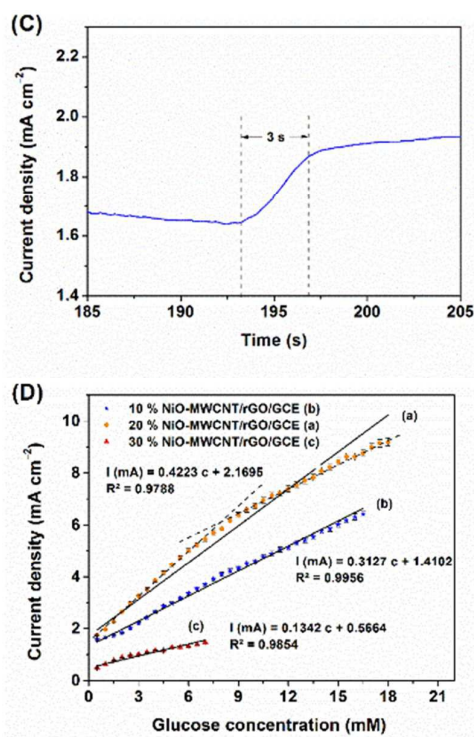 (C)
Current density (mA cm⁻²)
2.2
2.0
1.8
1.6
1.4
3 s
185
190
195
200
205
Time (s)
(D)
Current density (mA cm⁻²)
10
8
6
4
2
0
10 % NiO-MWCNT/rGO/GCE (b)
20 % NiO-MWCNT/rGO/GCE (a)
30 % NiO-MWCNT/rGO/GCE (c)
I (mA) = 0.4223 c + 2.1695
R² = 0.9788
(a)
(b)
I (mA) = 0.3127 c + 1.4102
R² = 0.9956
(c)
I (mA) = 0.1342 c + 0.5664
R² = 0.9854
0
3
6
9
12
15
18
21
Glucose concentration (mM)